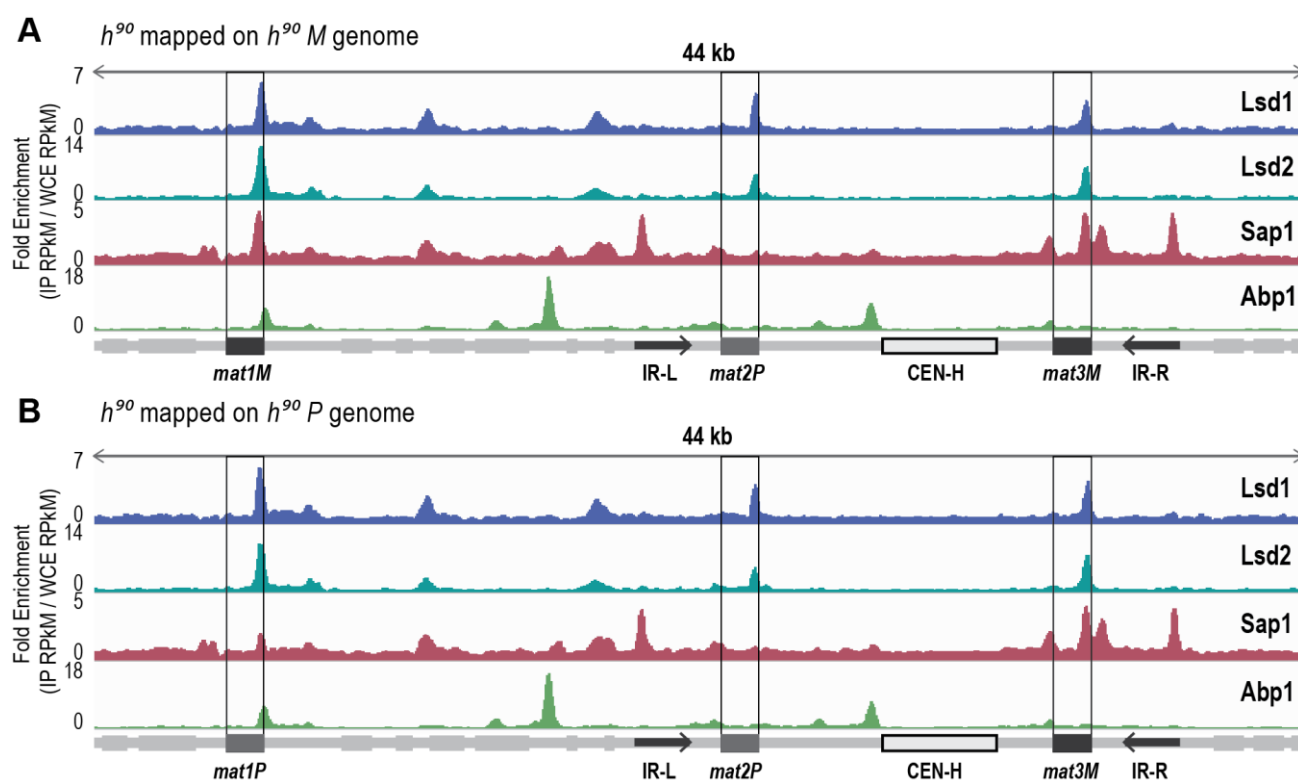 A
h⁹⁰ mapped on h⁹⁰ M genome
44 kb
Fold Enrichment
(IP RPkM / WCE RPkM)
7
0
Lsd1
14
0
Lsd2
5
0
Sap1
18
0
Abp1
mat1M IR-L mat2P CEN-H mat3M IR-R
B
h⁹⁰ mapped on h⁹⁰ P genome
44 kb
Fold Enrichment
(IP RPkM / WCE RPkM)
7
0
Lsd1
14
0
Lsd2
5
0
Sap1
18
0
Abp1
mat1P IR-L mat2P CEN-H mat3M IR-R